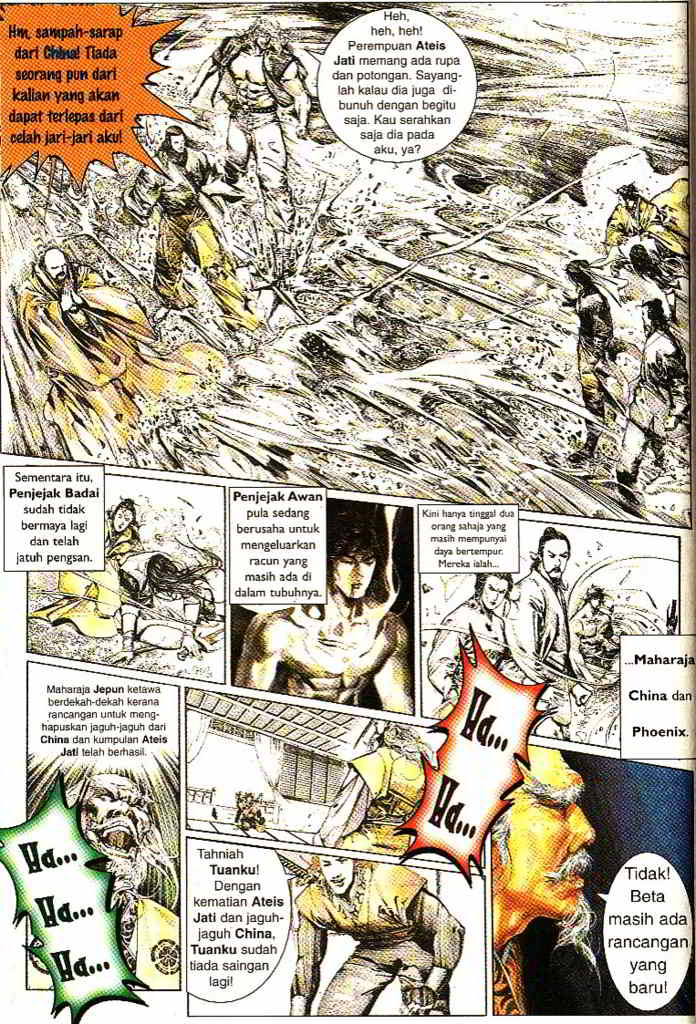 Hm, sampah-sarap
dari China! Tiada
seorang pun dari
kalian yang akan
dapat terlepas dari
celah jari-jari aku!
Heh,
heh, heh!
Perempuan Ateis
Jati memang ada rupa
dan potongan. Sayang-
lah kalau dia juga di-
bunuh dengan begitu
saja. Kau serahkan
saja dia pada
aku, ya?
Sementara itu,
Penjejak Badai
sudah tidak
bermaya lagi
dan telah
jatuh pengsan.
Penjejak Awan
pula sedang
berusaha untuk
mengeluarkan
racun yang
masih ada di
dalam tubuhnya.
Kini hanya tinggal dua
orang sahaja yang
masih mempunyai
daya bertempur.
Mereka ialah...
...Maharaja
China dan
Phoenix.
Maharaja Jepun ketawa
berdekah-dekah kerana
rancangan untuk meng-
hapuskan jaguh-jaguh dari
China dan kumpulan Ateis
Jati telah berhasil.
Ha...
Ha...
Ha...
Ha...
Ha...
Tahniah
Tuanku!
Dengan
kematian Ateis
Jati dan jaguh-
jaguh China,
Tuanku sudah
tiada saingan
lagi!
Tidak!
Beta
masih ada
rancangan
yang
baru!